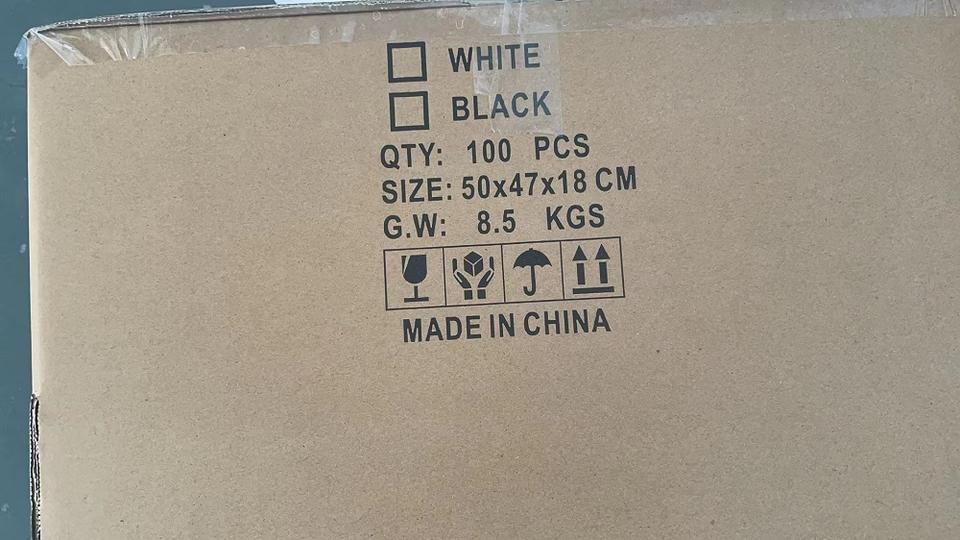 WHITE
BLACK
QTY: 100 PCS
SIZE: 50x47x18 CM
G.W: 8.5 KGS
MADE IN CHINA